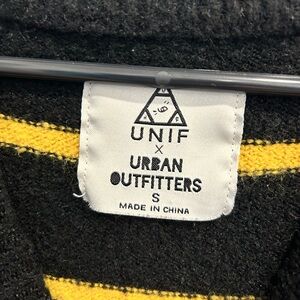 UNIF
X
URBAN
OUTFITTERS
S
MADE IN CHINA